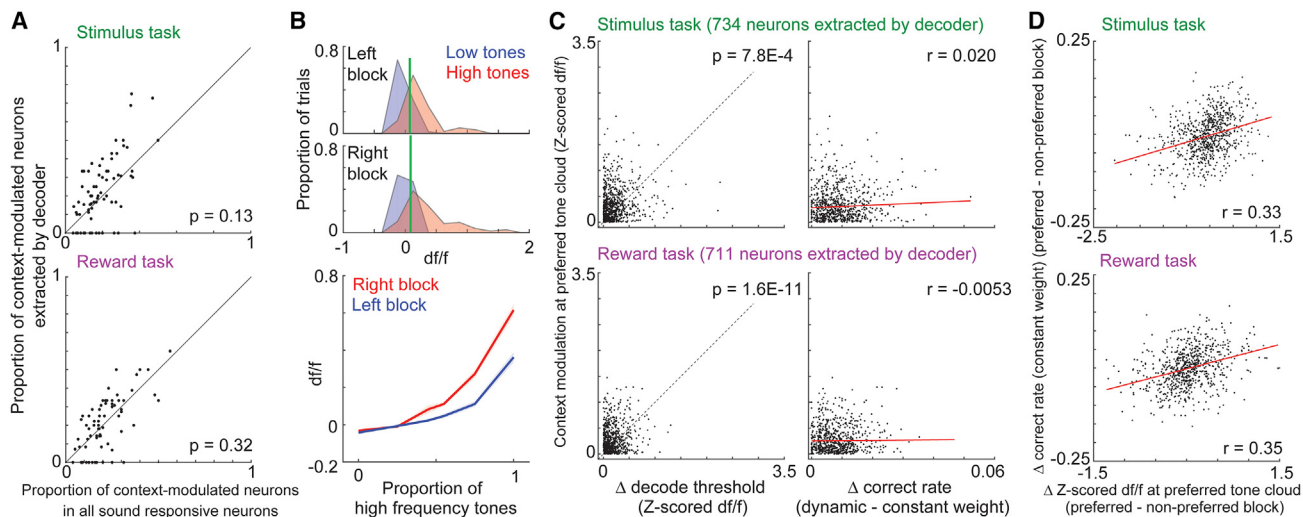 A
Stimulus task
1
0
0
1
p = 0.13
Reward task
1
0
0
1
p = 0.32
Proportion of context-modulated neurons
extracted by decoder
Proportion of context-modulated neurons
in all sound responsive neurons
B
0.8
Left
block
Low tones
High tones
0
0.8
Right
block
0
-1
0
2
df/f
Proportion of trials
0.8
Right block
Left block
df/f
0
-0.2
0
1
Proportion of
high frequency tones
C
Stimulus task (734 neurons extracted by decoder)
3.5
p = 7.8E-4
r = 0.020
0
Reward task (711 neurons extracted by decoder)
3.5
p = 1.6E-11
r = -0.0053
0
0
3.5
0
0.06
Context modulation at preferred tone cloud (Z-scored df/f)
Δ decode threshold
(Z-scored df/f)
Δ correct rate
(dynamic - constant weight)
D
Stimulus task
0.25
r = 0.33
-0.25
-2.5
1.5
Reward task
0.25
r = 0.35
-0.25
-1.5
1.5
Δ correct rate (constant weight) (preferred - non-preferred block)
Δ Z-scored df/f at preferred tone cloud
(preferred - non-preferred block)